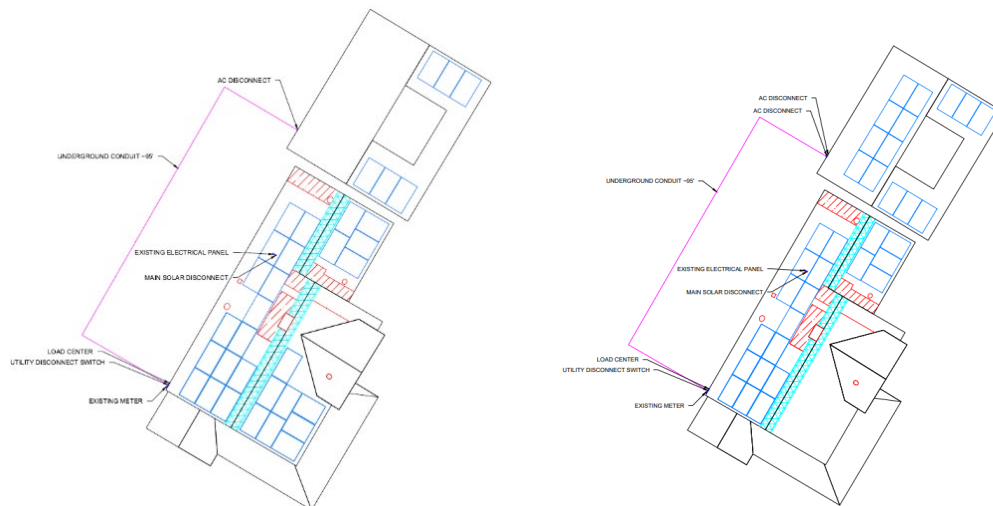 AC DISCONNECT
UNDERGROUND CONDUIT ~95'
EXISTING ELECTRICAL PANEL
MAIN SOLAR DISCONNECT
LOAD CENTER
UTILITY DISCONNECT SWITCH
EXISTING METER
AC DISCONNECT
AC DISCONNECT
UNDERGROUND CONDUIT ~95'
EXISTING ELECTRICAL PANEL
MAIN SOLAR DISCONNECT
LOAD CENTER
UTILITY DISCONNECT SWITCH
EXISTING METER